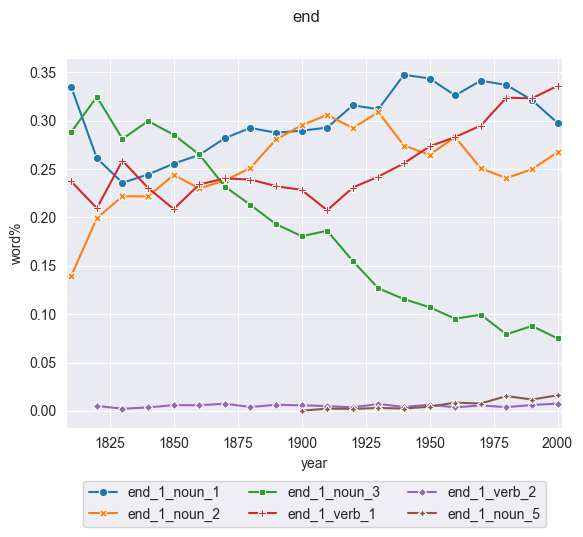 end
0.35
0.30
0.25
0.20
0.15
0.10
0.05
0.00
word%
1825 1850 1875 1900 1925 1950 1975 2000
year
end_1_noun_1 end_1_noun_3 end_1_verb_2
end_1_noun_2 end_1_verb_1 end_1_noun_5